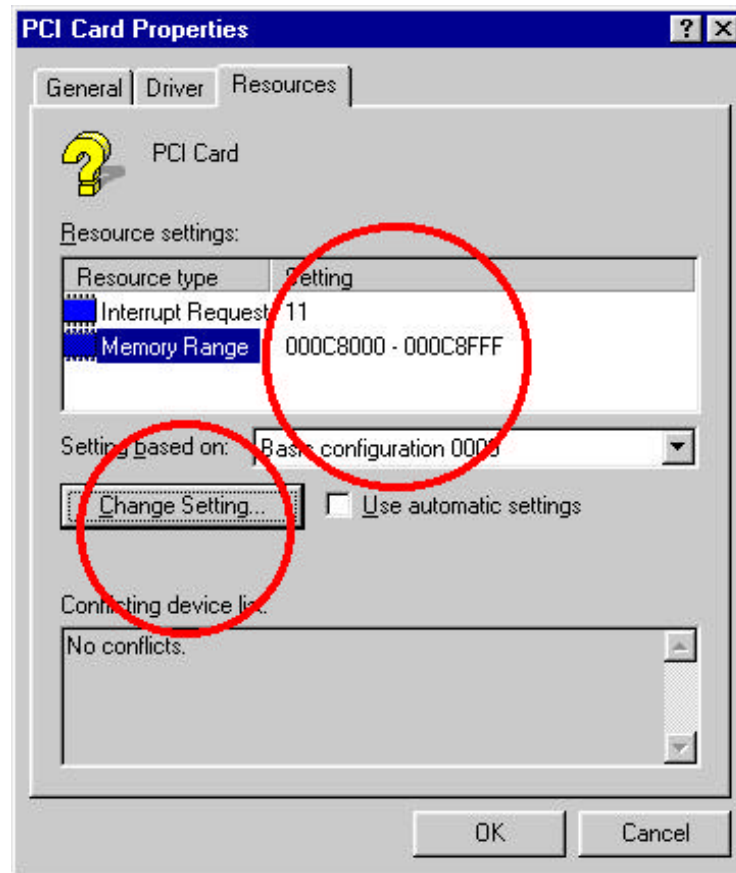 PCI Card Properties ? X
General Driver Resources
PCI Card
Resource settings:
Resource type Setting
Interrupt Request 11
Memory Range 000C8000 - 000C8FFF
Setting based on: Basic configuration 0000
Change Setting... Use automatic settings
Conflicting device list:
No conflicts.
OK Cancel